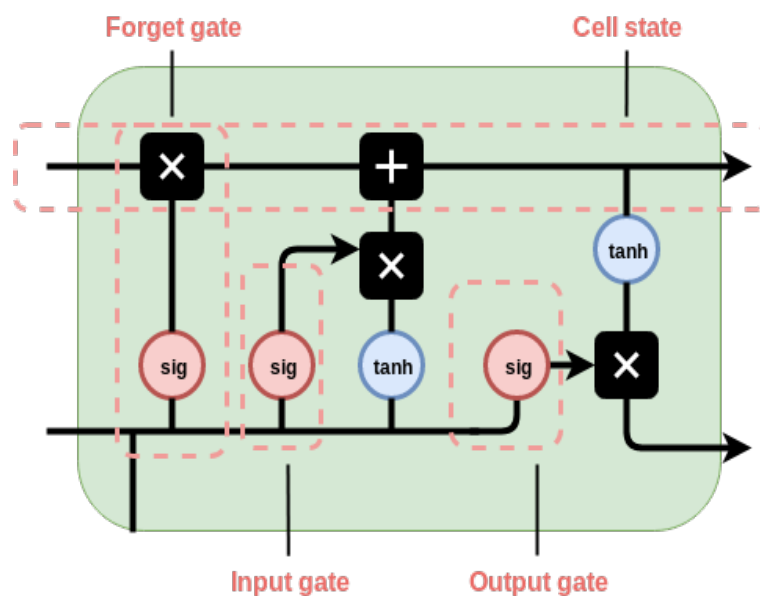 Forget gate
Cell state
×
+
×
tanh
sig
sig
tanh
sig
×
Input gate
Output gate